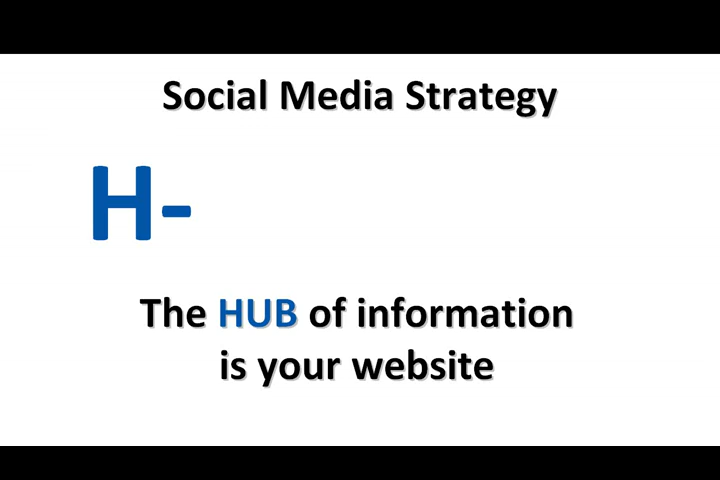 Social Media Strategy
H-
The HUB of information
is your website